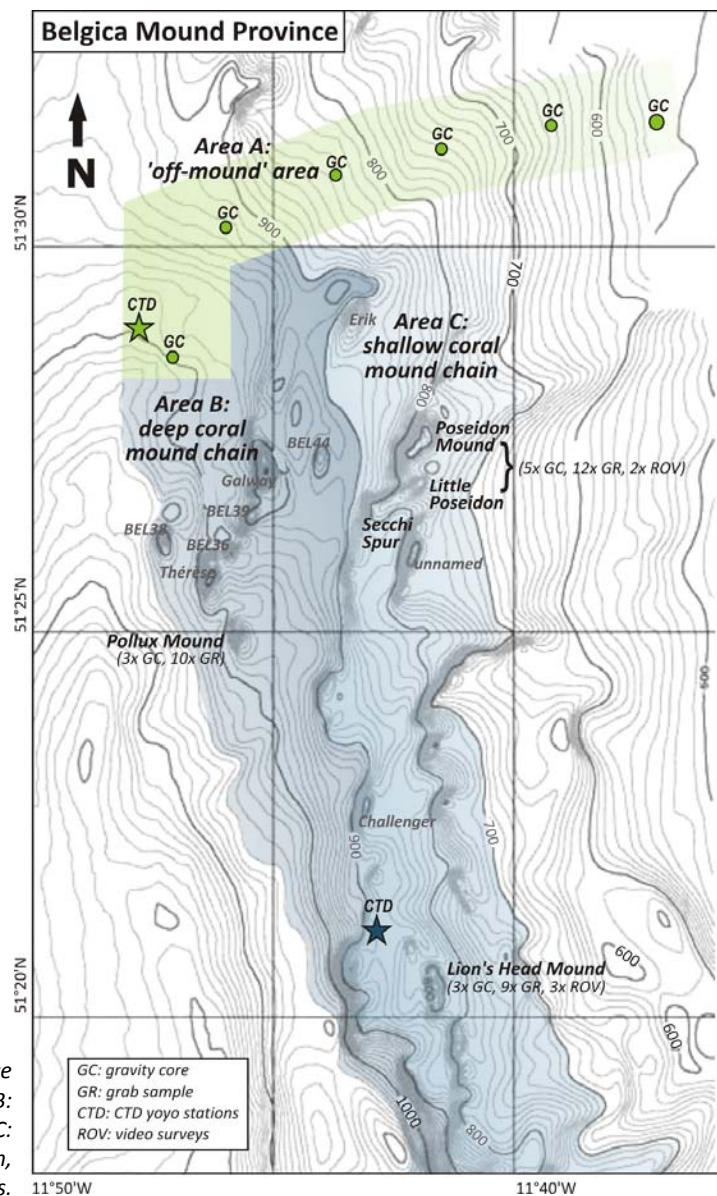 Belgica Mound Province
N
Area A:
'off-mound' area
GC
GC
GC
GC
GC
700
600
800
900
51°30'N
CTD
GC
Erik
Area C:
shallow coral
mound chain
700
800
Area B:
deep coral
mound chain
BEL44
Poseidon
Mound
(5x GC, 12x GR, 2x ROV)
Galway
Little
Poseidon
BEL39
Secchi
Spur
BEL38
BEL36
unnamed
Thérèse
51°25'N
Pollux Mound
(3x GC, 10x GR)
600
Challenger
700
900
CTD
Lion's Head Mound
(3x GC, 9x GR, 3x ROV)
600
51°20'N
600
GC: gravity core
GR: grab sample
CTD: CTD yoyo stations
ROV: video surveys
1000
800
11°50'W
11°40'W